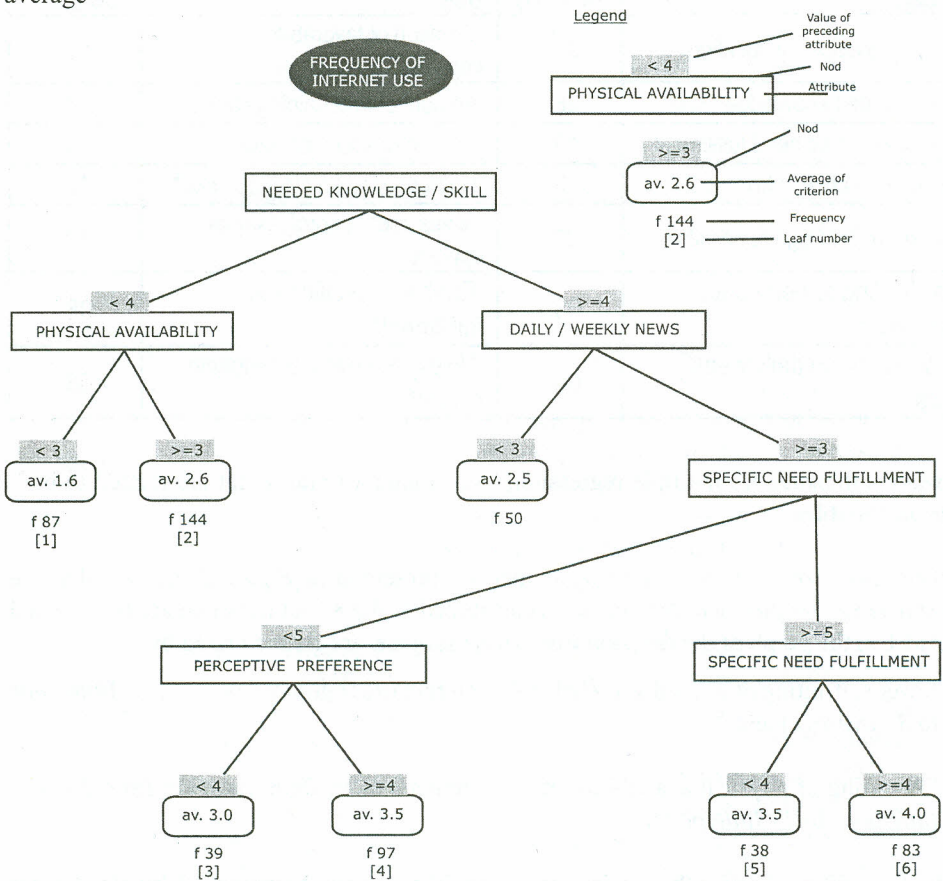 average
Legend
Value of
preceding
attribute
< 4
Nod
PHYSICAL AVAILABILITY
Attribute
Nod
>=3
av. 2.6
Average of
criterion
f 144
Frequency
[2]
Leaf number
FREQUENCY OF
INTERNET USE
NEEDED KNOWLEDGE / SKILL
< 4
PHYSICAL AVAILABILITY
>=4
DAILY / WEEKLY NEWS
< 3
av. 1.6
f 87
[1]
>=3
av. 2.6
f 144
[2]
< 3
av. 2.5
f 50
>=3
SPECIFIC NEED FULFILLMENT
<5
PERCEPTIVE PREFERENCE
>=5
SPECIFIC NEED FULFILLMENT
< 4
av. 3.0
f 39
[3]
>=4
av. 3.5
f 97
[4]
< 4
av. 3.5
f 38
[5]
>=4
av. 4.0
f 83
[6]